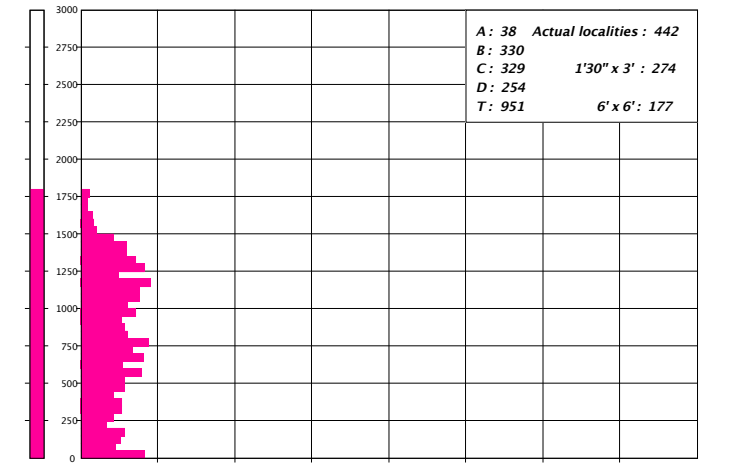 3000
A : 38 Actual localities : 442
2750
B : 330
C : 329 1'30" x 3' : 274
2500
D : 254
T : 951 6' x 6' : 177
2250
2000
1750
1500
1250
1000
750
500
250
0